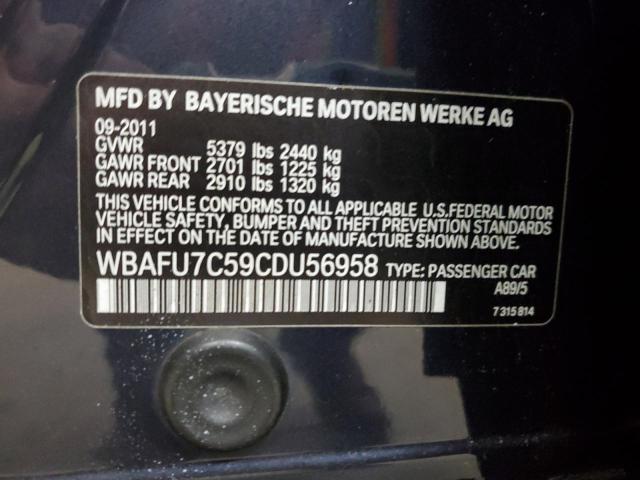 MFD BY BAYERISCHE MOTOREN WERKE AG
09-2011
GVWR 5379 lbs 2440 kg
GAWR FRONT 2701 lbs 1225 kg
GAWR REAR 2910 lbs 1320 kg
THIS VEHICLE CONFORMS TO ALL APPLICABLE U.S.FEDERAL MOTOR
VEHICLE SAFETY, BUMPER AND THEFT PREVENTION STANDARDS
IN EFFECT ON THE DATE OF MANUFACTURE SHOWN ABOVE.
WBAFU7C59CDU56958 TYPE: PASSENGER CAR
A89/5
7 315 814